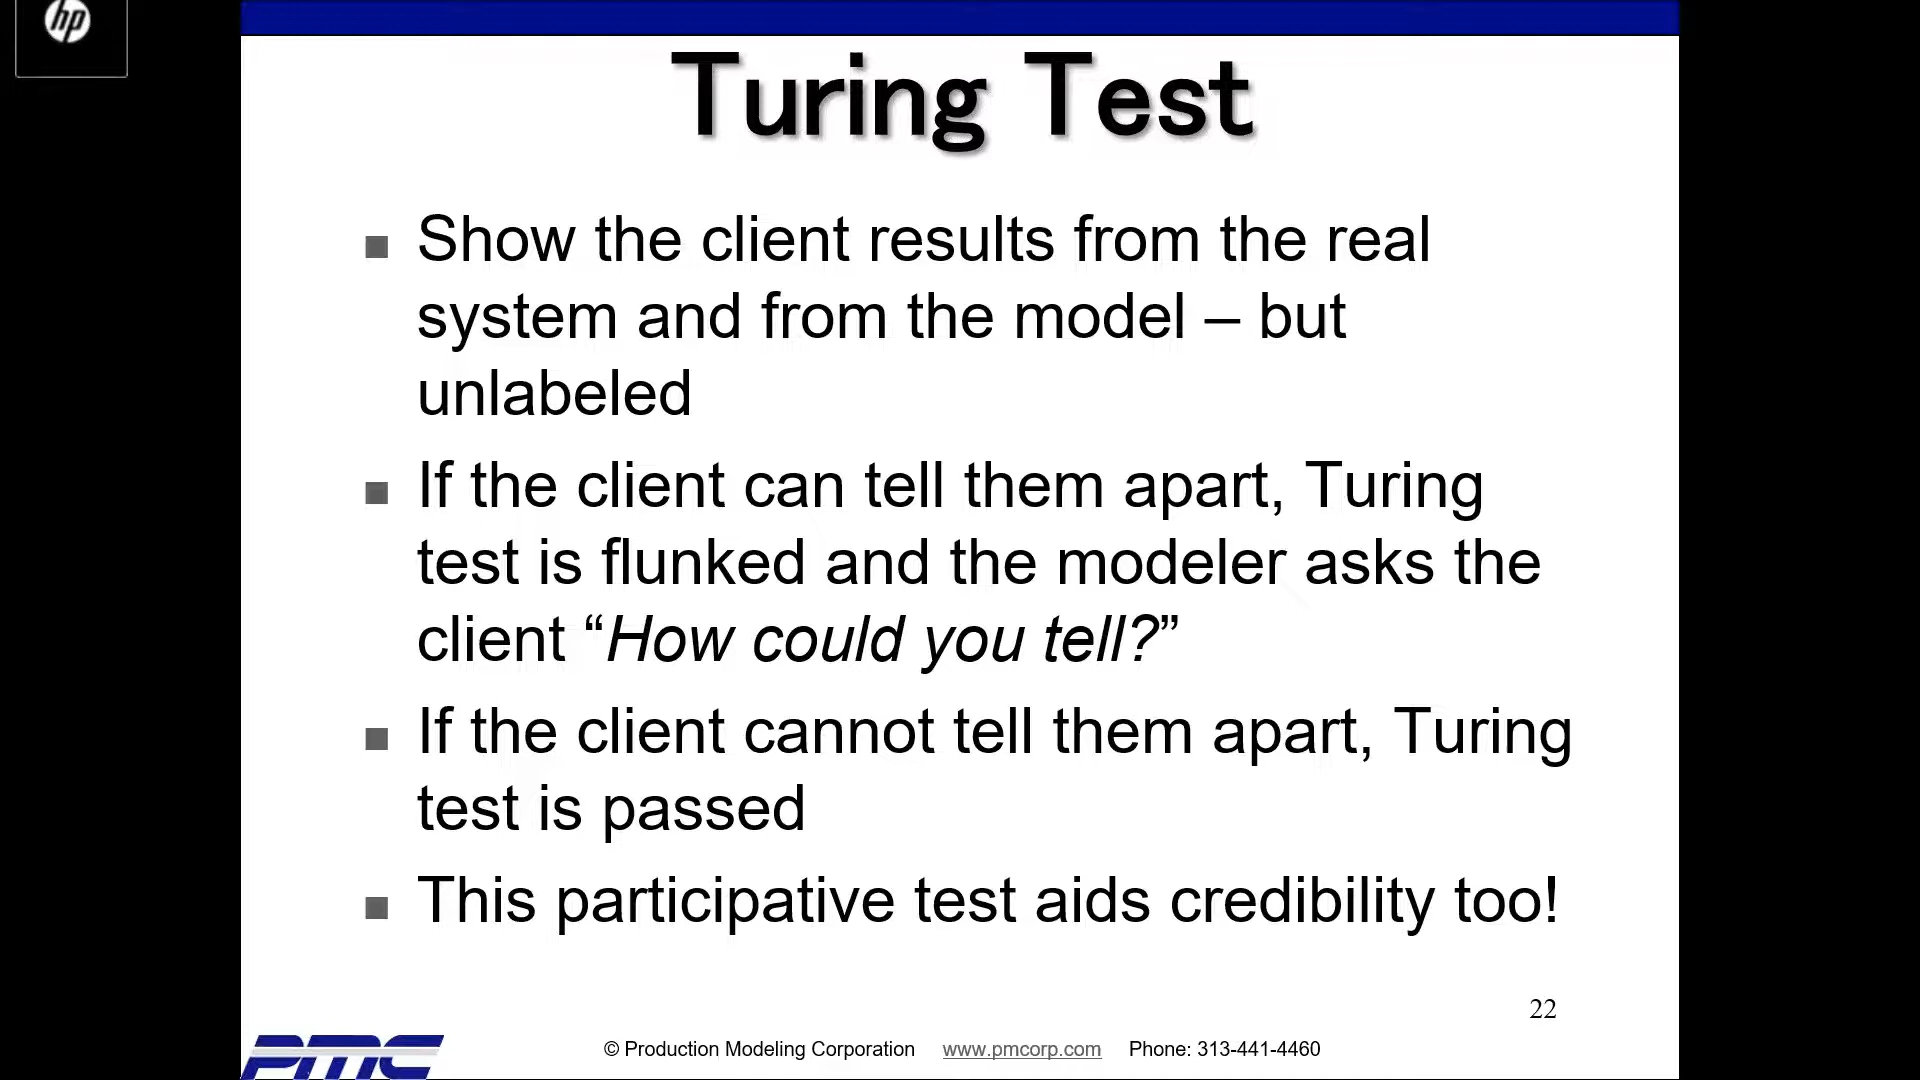 hp
Turing Test
Show the client results from the real
system and from the model – but
unlabeled
If the client can tell them apart, Turing
test is flunked and the modeler asks the
client “How could you tell?”
If the client cannot tell them apart, Turing
test is passed
This participative test aids credibility too!
22
PMC
© Production Modeling Corporation www.pmcorp.com Phone: 313-441-4460